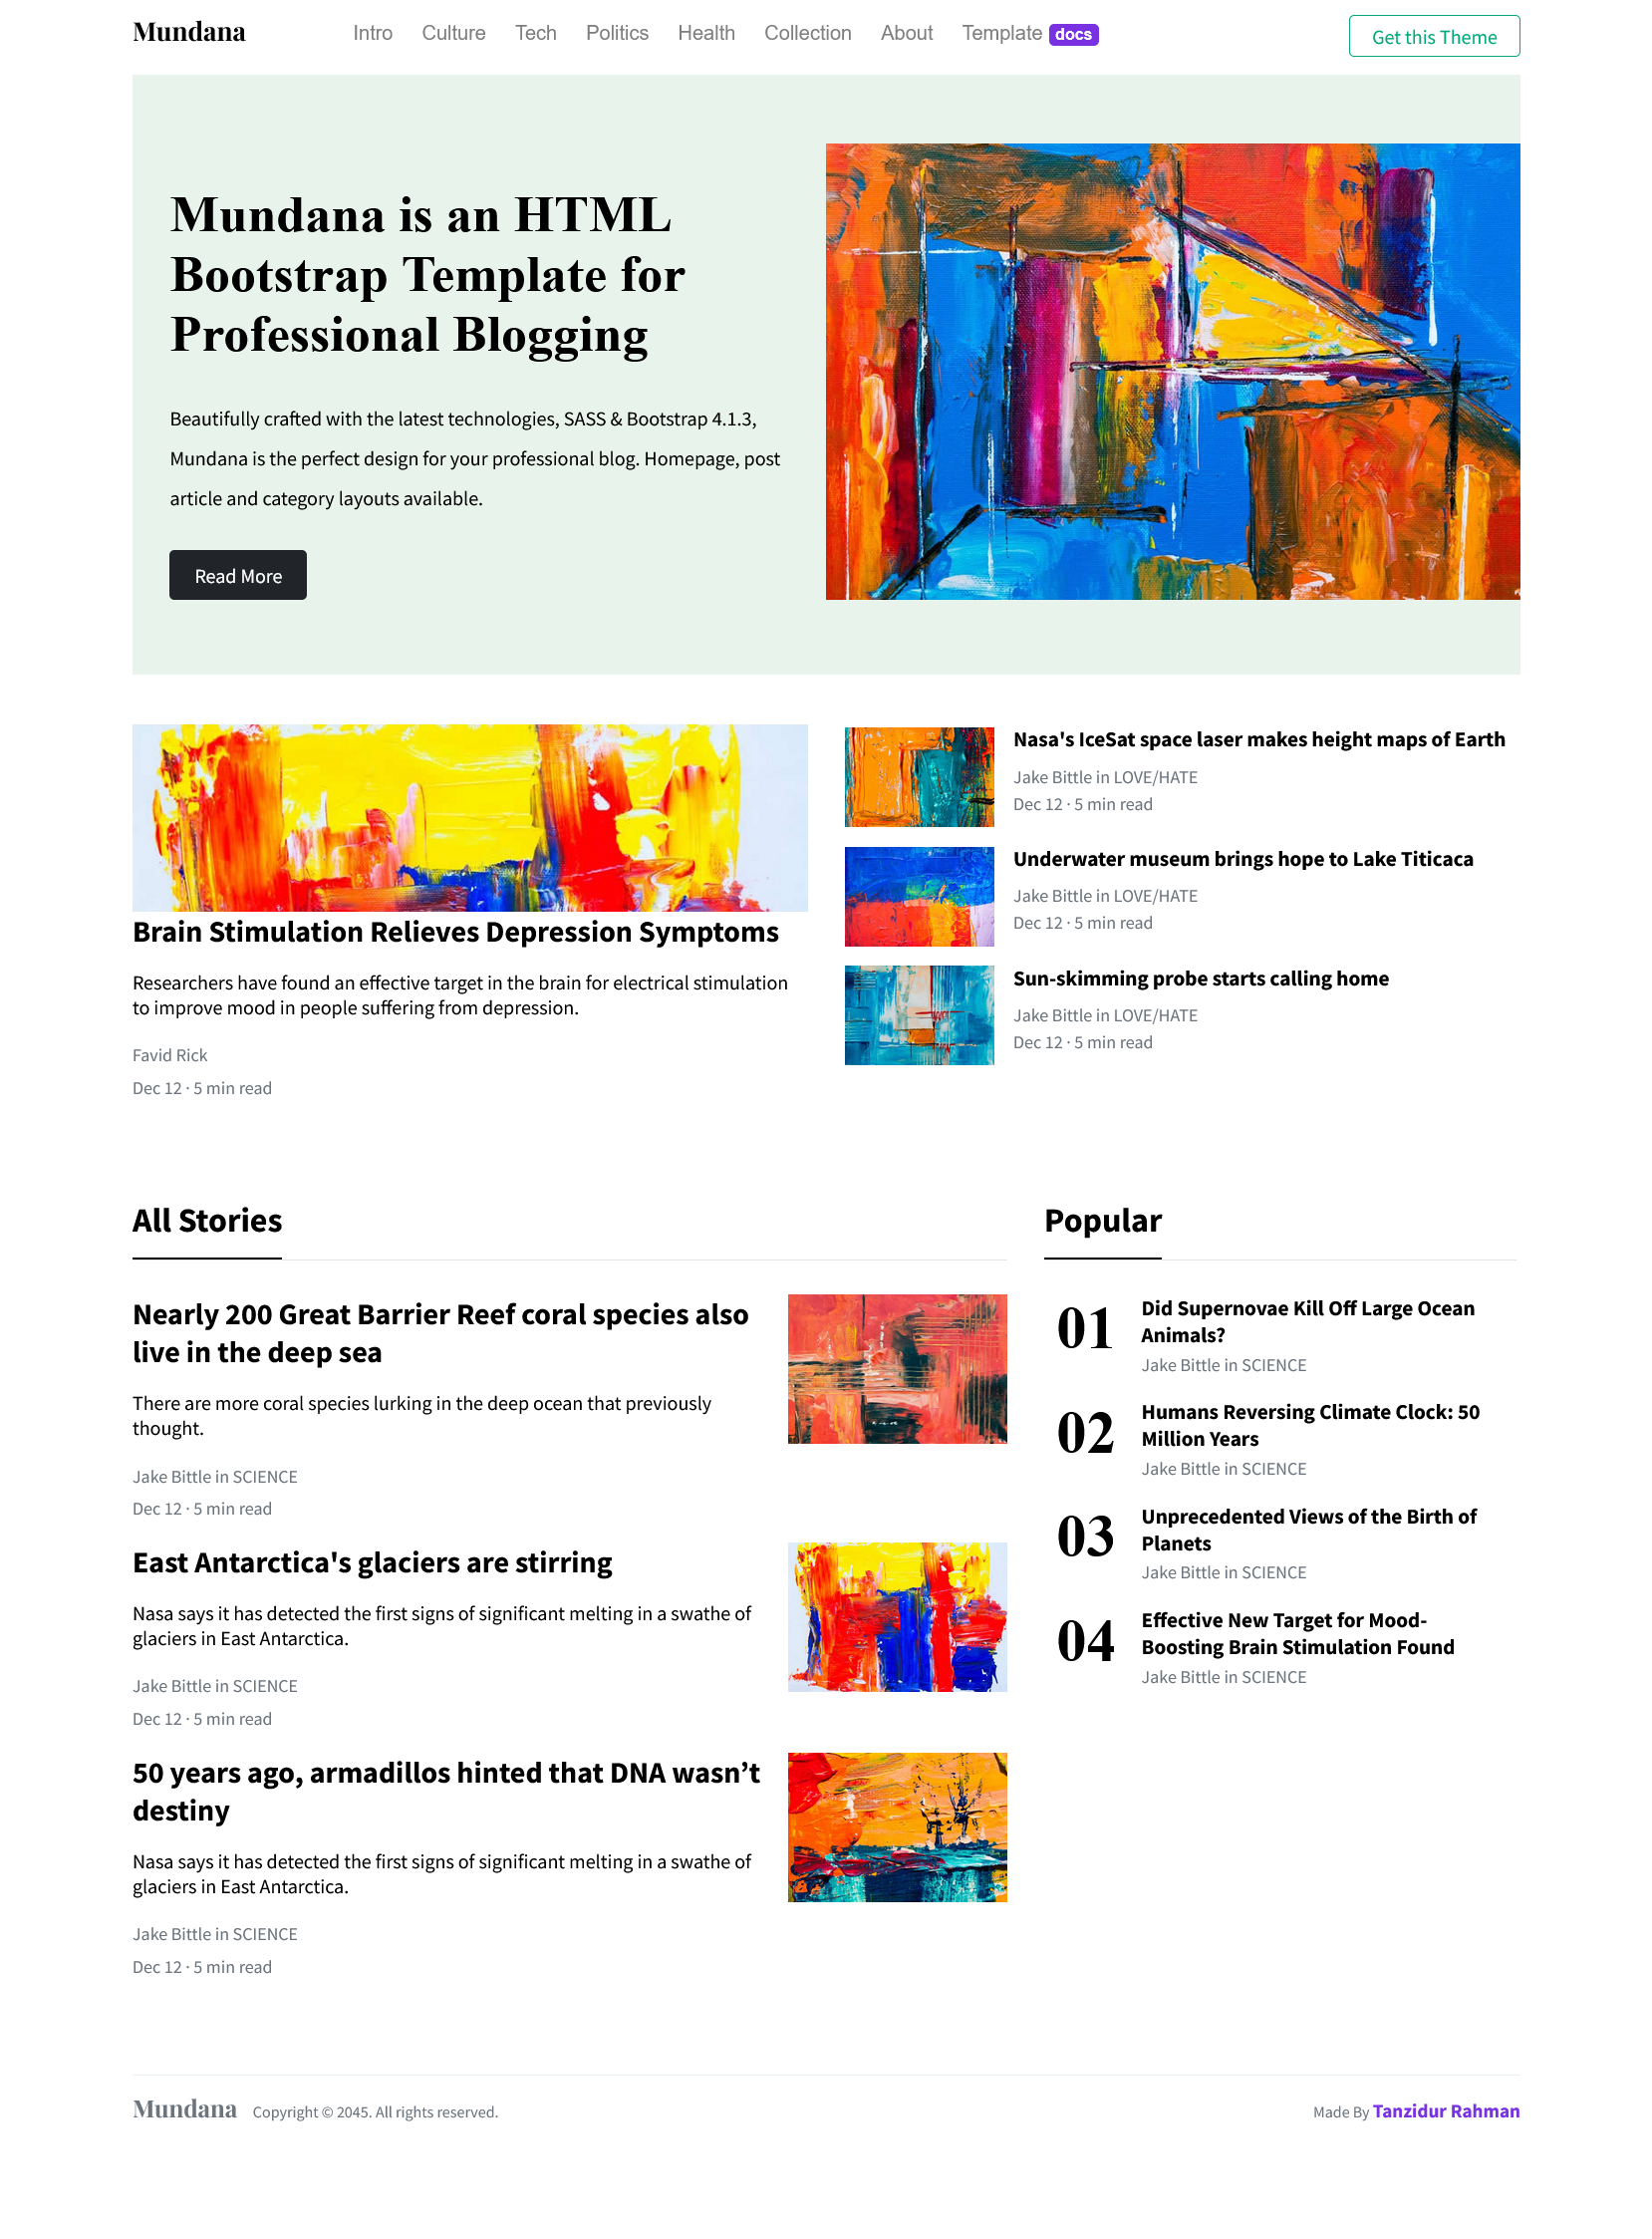 Mundana
Intro Culture Tech Politics Health Collection About Template docs
Get this Theme
Mundana is an HTML
Bootstrap Template for
Professional Blogging
Beautifully crafted with the latest technologies, SASS & Bootstrap 4.1.3,
Mundana is the perfect design for your professional blog. Homepage, post
article and category layouts available.
Read More
Brain Stimulation Relieves Depression Symptoms
Researchers have found an effective target in the brain for electrical stimulation
to improve mood in people suffering from depression.
Favid Rick
Dec 12 · 5 min read
Nasa's IceSat space laser makes height maps of Earth
Jake Bittle in LOVE/HATE
Dec 12 · 5 min read
Underwater museum brings hope to Lake Titicaca
Jake Bittle in LOVE/HATE
Dec 12 · 5 min read
Sun-skimming probe starts calling home
Jake Bittle in LOVE/HATE
Dec 12 · 5 min read
All Stories
Nearly 200 Great Barrier Reef coral species also
live in the deep sea
There are more coral species lurking in the deep ocean that previously
thought.
Jake Bittle in SCIENCE
Dec 12 · 5 min read
East Antarctica's glaciers are stirring
Nasa says it has detected the first signs of significant melting in a swathe of
glaciers in East Antarctica.
Jake Bittle in SCIENCE
Dec 12 · 5 min read
50 years ago, armadillos hinted that DNA wasn’t
destiny
Nasa says it has detected the first signs of significant melting in a swathe of
glaciers in East Antarctica.
Jake Bittle in SCIENCE
Dec 12 · 5 min read
Popular
01
Did Supernovae Kill Off Large Ocean
Animals?
Jake Bittle in SCIENCE
02
Humans Reversing Climate Clock: 50
Million Years
Jake Bittle in SCIENCE
03
Unprecedented Views of the Birth of
Planets
Jake Bittle in SCIENCE
04
Effective New Target for Mood-
Boosting Brain Stimulation Found
Jake Bittle in SCIENCE
Mundana Copyright © 2045. All rights reserved.
Made By Tanzidur Rahman